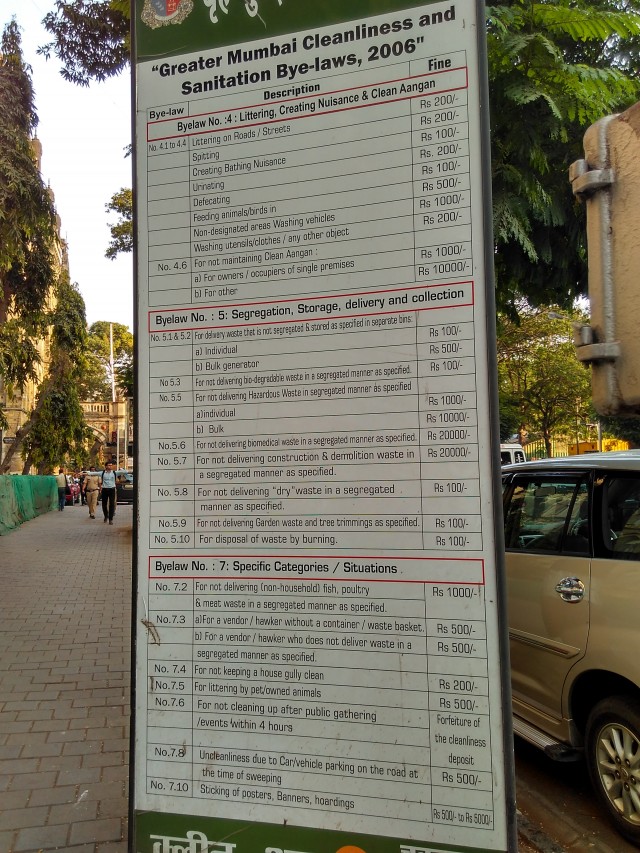 "Greater Mumbai Cleanliness and
Sanitation Bye-laws, 2006"
Bye-law Description Fine
Byelaw No. :4 : Littering, Creating Nuisance & Clean Aangan
No. 4.1 to 4.4 Littering on Roads / Streets Rs 200/-
Spitting Rs 200/-
Creating Bathing Nuisance Rs 100/-
Urinating Rs. 200/-
Defecating Rs 100/-
Feeding animals/birds in Rs 500/-
Non-designated areas Washing vehicles Rs 1000/-
Washing utensils/clothes / any other object Rs 200/-
No. 4.6 For not maintaining Clean Aangan :
a) For owners / occupiers of single premises Rs 1000/-
b) For other Rs 10000/-
Byelaw No. : 5: Segregation, Storage, delivery and collection
No. 5.1 & 5.2 For delivery waste that is not segregated & stored as specified in separate bins:
a) Individual Rs 100/-
b) Bulk generator Rs 500/-
No 5.3 For not delivering bio-degradable waste in a segregated manner as specified. Rs 100/-
No. 5.5 For not delivering Hazardous Waste in segregated manner as specified
a)individual Rs 1000/-
b) Bulk Rs 10000/-
No.5.6 For not delivering biomedical waste in a segregated manner as specified. Rs 20000/-
No. 5.7 For not delivering construction & demolition waste in Rs 20000/-
a segregated manner as specified.
No. 5.8 For not delivering "dry"waste in a segregated Rs 100/-
manner as specified.
No. 5.9 For not delivering Garden waste and tree trimmings as specified. Rs 100/-
No. 5.10 For disposal of waste by burning. Rs 100/-
Byelaw No. : 7: Specific Categories / Situations
No. 7.2 For not delivering (non-household) fish, poultry Rs 1000/-
& meat waste in a segregated manner as specified.
No.7.3 a)For a vendor / hawker without a container / waste basket. Rs 500/-
b) For a vendor / hawker who does not deliver waste in a Rs 500/-
segregated manner as specified.
No. 7.4 For not keeping a house gully clean Rs 200/-
No.7.5 For littering by pet/owned animals Rs 500/-
No. 7.6 For not cleaning up after public gathering Forfeiture of
/events within 4 hours the cleanliness
deposit
No.7.8 Uncleanliness due to Car/vehicle parking on the road at Rs 500/-
the time of sweeping
No. 7.10 Sticking of posters, Banners, hoardings Rs 500/- to Rs 5000/-